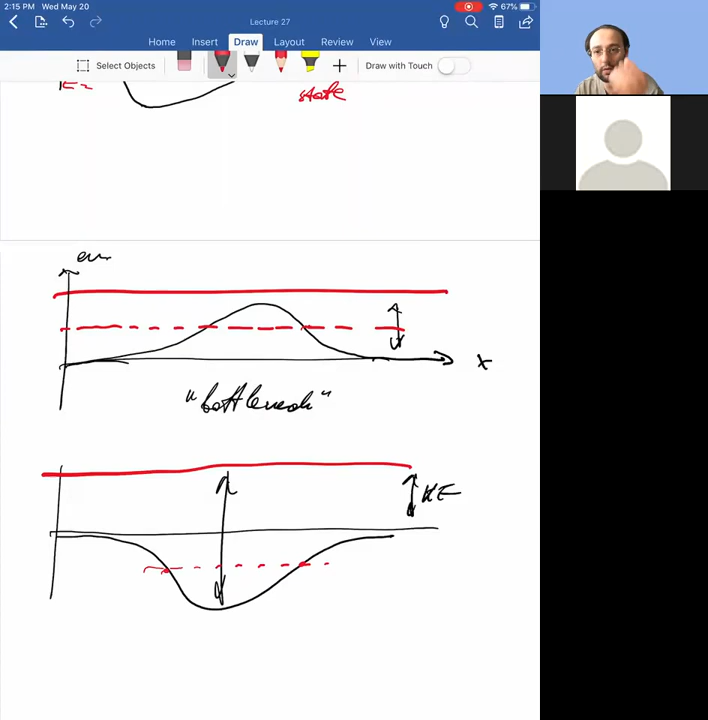 2:15 PM Wed May 20
67%
Lecture 27
Home Insert Draw Layout Review View
Select Objects
Draw with Touch
state
x
"bottleneck"
KE